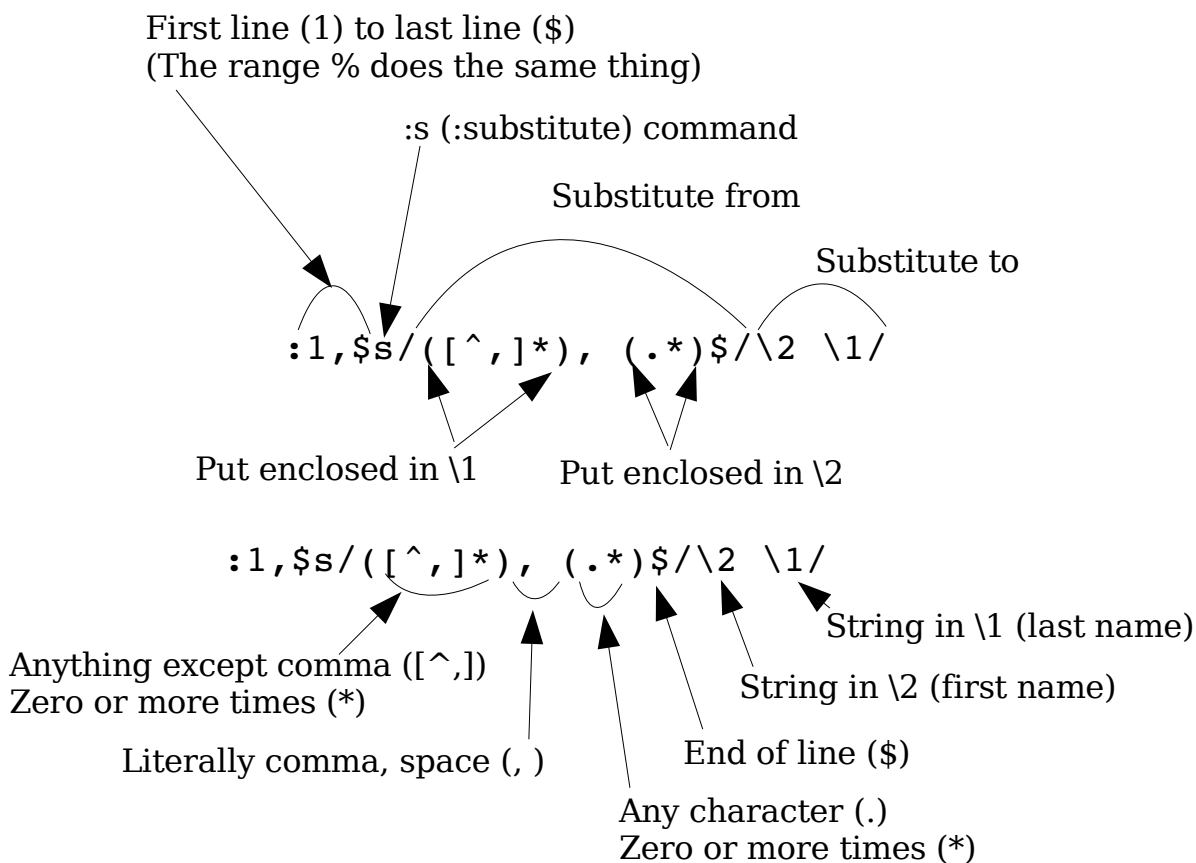 First line (1) to last line ($)
(The range % does the same thing)
:s (:substitute) command
Substitute from
Substitute to
:1,$s/([^,]*), (.*)$/\2 \1/
Put enclosed in \1
Put enclosed in \2
:1,$s/([^,]*), (.*)$/\2 \1/
String in \1 (last name)
Anything except comma ([^,])
Zero or more times (*)
String in \2 (first name)
Literally comma, space (, )
End of line ($)
Any character (.)
Zero or more times (*)